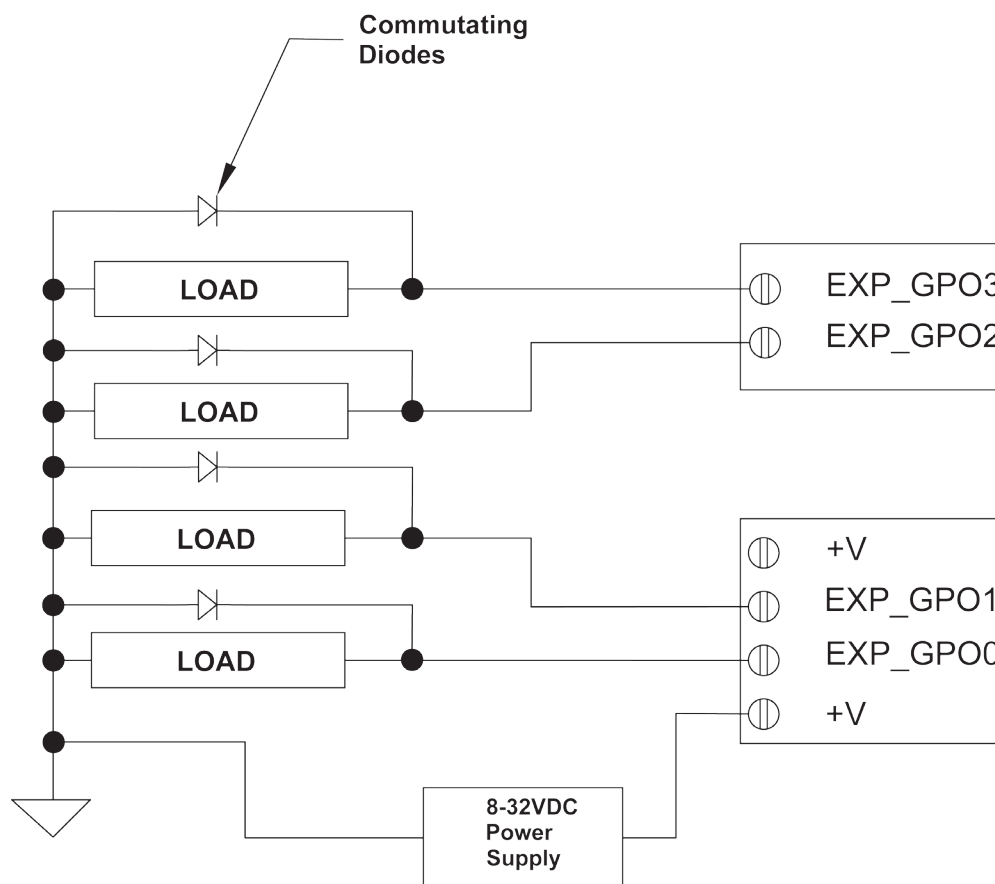 Commutating
Diodes
LOAD
EXP_GPO3
EXP_GPO2
LOAD
LOAD
+V
EXP_GPO1
LOAD
EXP_GPO0
+V
8-32VDC
Power
Supply